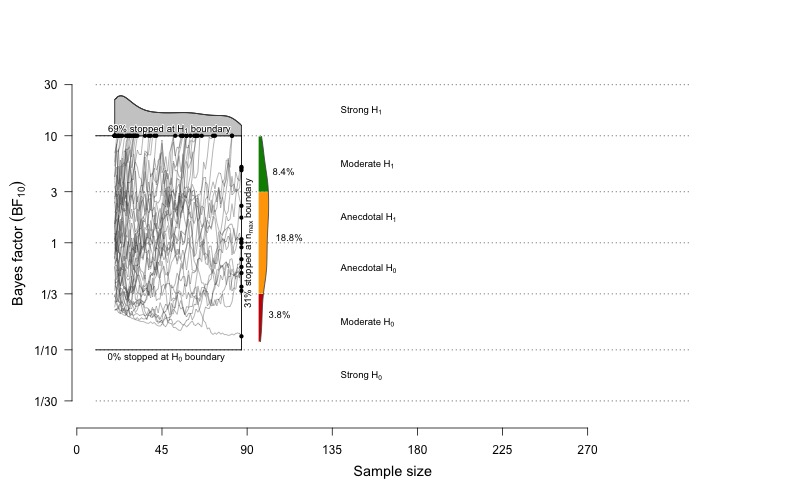 30
Strong H₁
69% stopped at H₁ boundary
10
Moderate H₁
8.4%
3
Anecdotal H₁
18.8%
1
Anecdotal H₀
31% stopped at nmax boundary
1/3
3.8%
Moderate H₀
1/10
0% stopped at H₀ boundary
Strong H₀
1/30
Bayes factor (BF₁₀)
0 45 90 135 180 225 270
Sample size